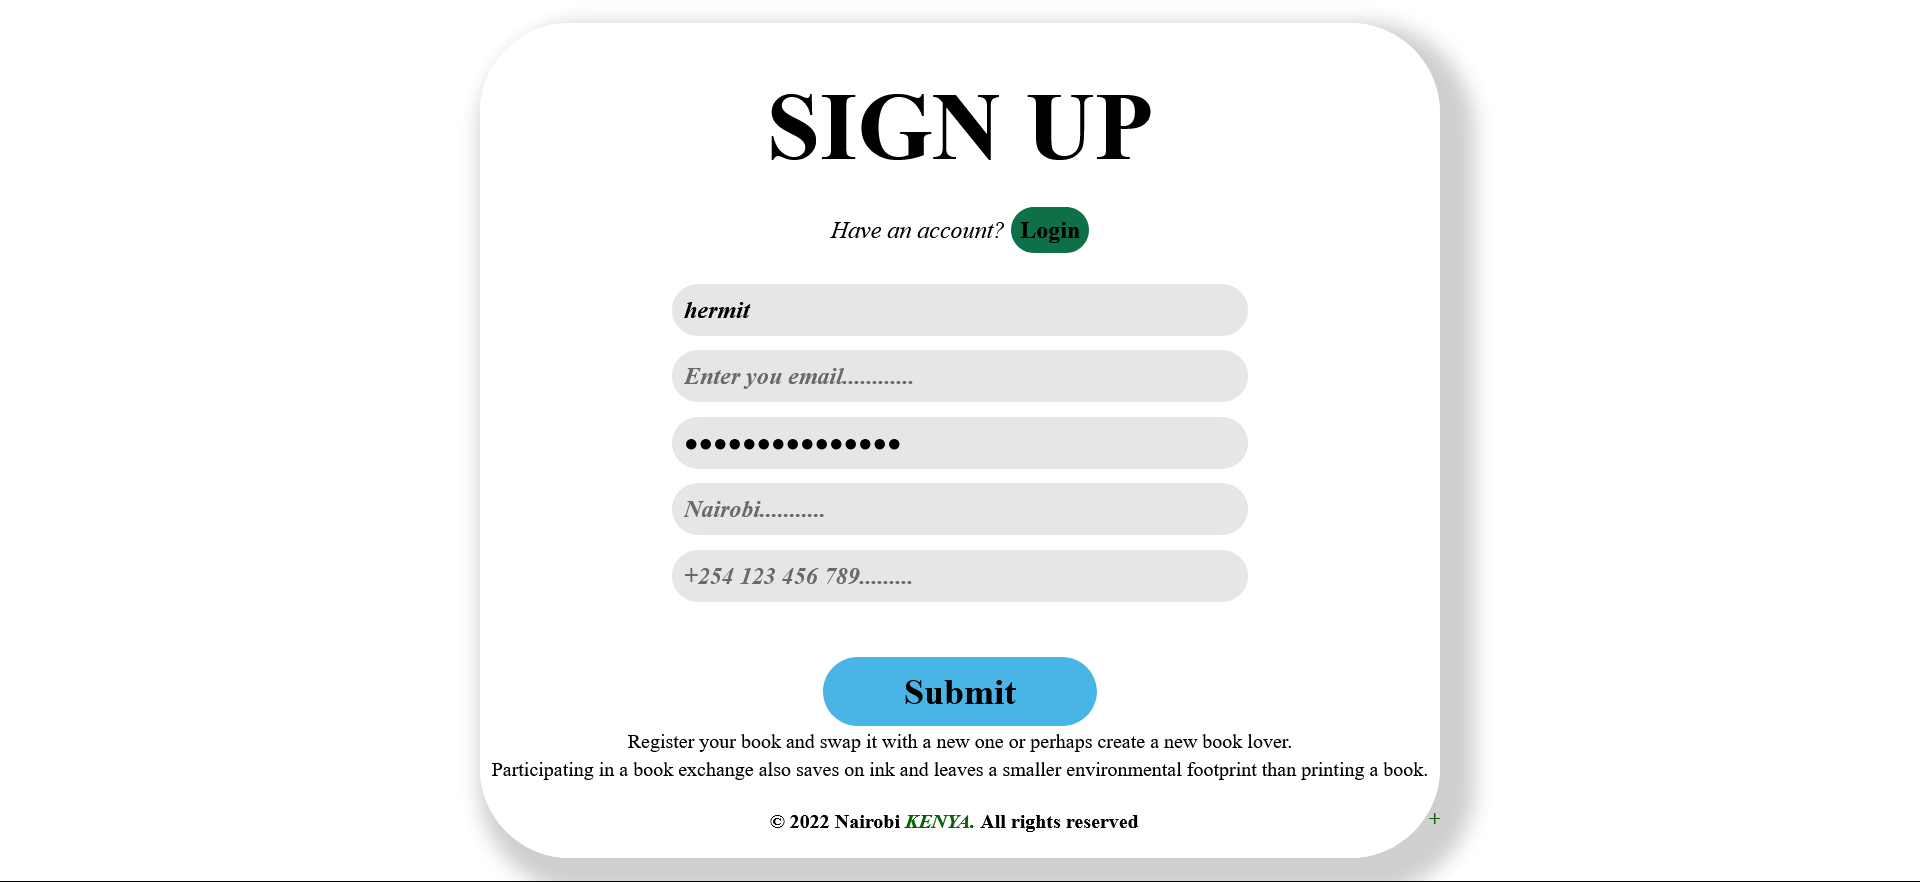 SIGN UP
Have an account? Login
hermit
Enter you email............
●●●●●●●●●●●●●●●
Nairobi...........
+254 123 456 789.........
Submit
Register your book and swap it with a new one or perhaps create a new book lover.
Participating in a book exchange also saves on ink and leaves a smaller environmental footprint than printing a book.
© 2022 Nairobi KENYA. All rights reserved
+